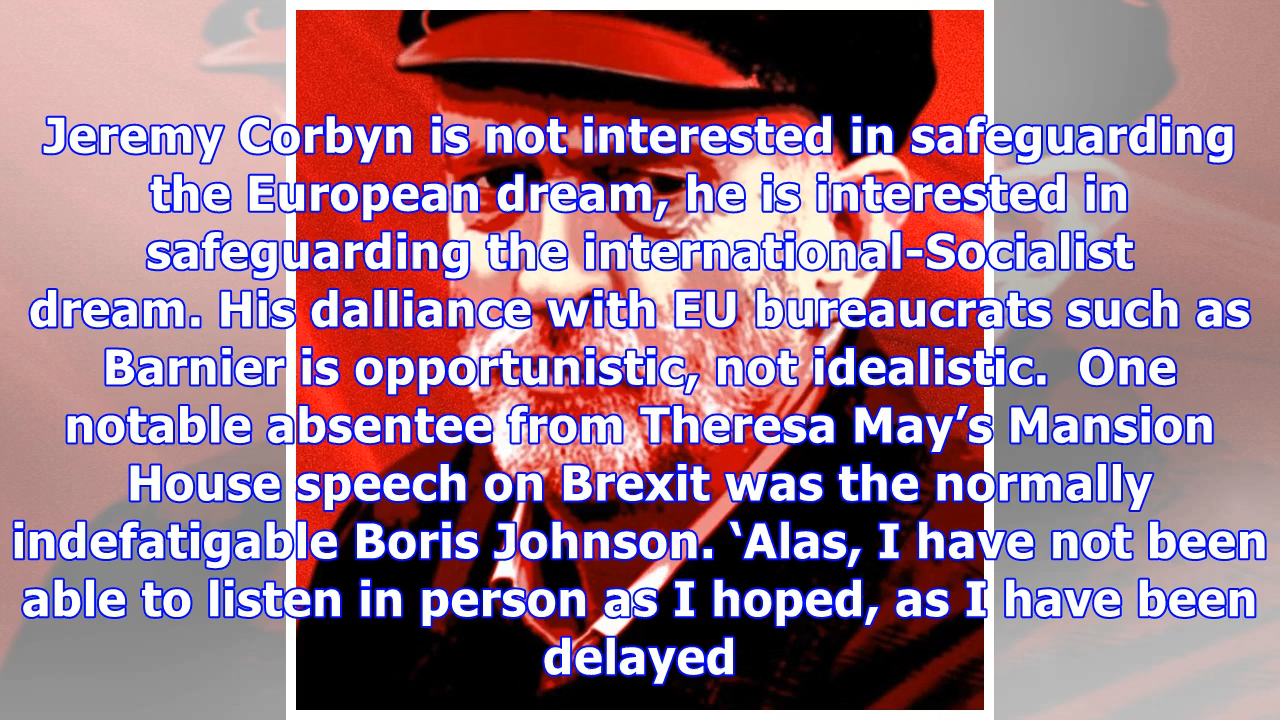 Jeremy Corbyn is not interested in safeguarding
the European dream, he is interested in
safeguarding the international-Socialist
dream. His dalliance with EU bureaucrats such as
Barnier is opportunistic, not idealistic.  One
notable absentee from Theresa May’s Mansion
House speech on Brexit was the normally
indefatigable Boris Johnson. ‘Alas, I have not been
able to listen in person as I hoped, as I have been
delayed